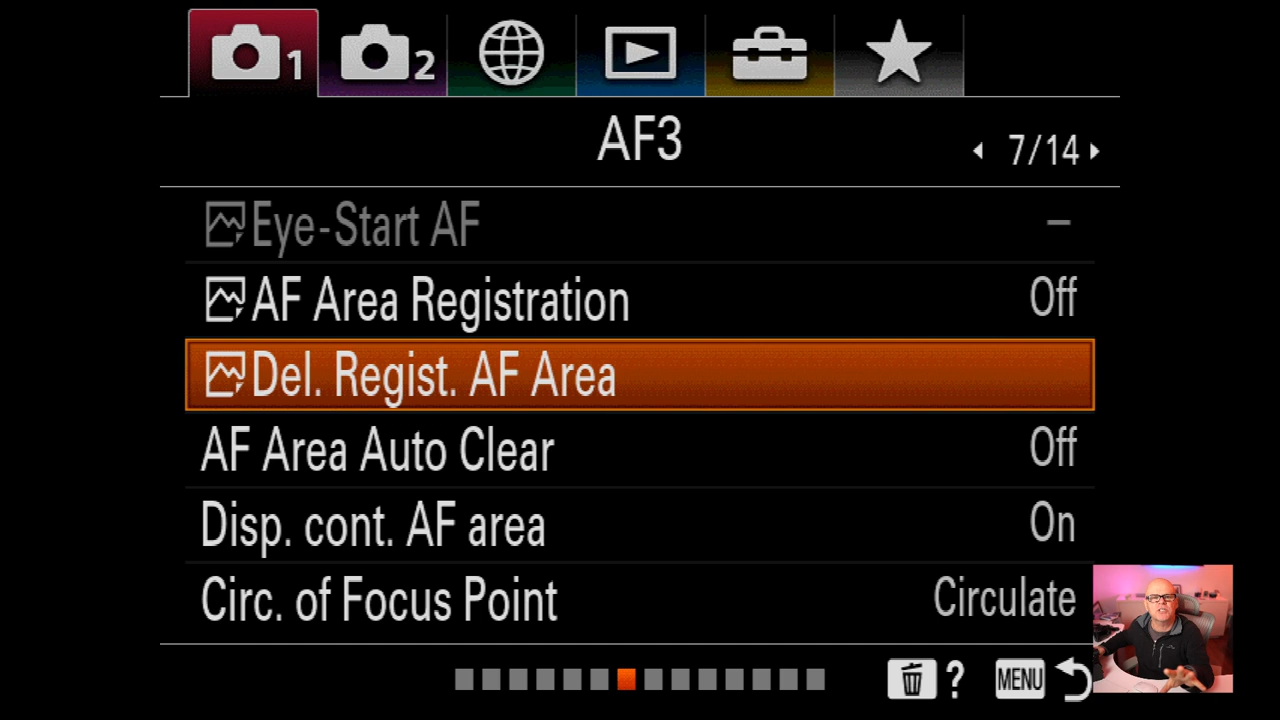 1 2
AF3
7/14
Eye-Start AF –
AF Area Registration Off
Del. Regist. AF Area
AF Area Auto Clear Off
Disp. cont. AF area On
Circ. of Focus Point Circulate
? MENU